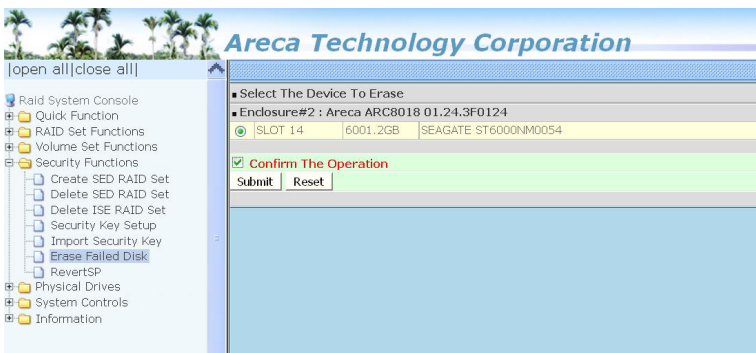 Areca Technology Corporation
|open all|close all|
Raid System Console
Quick Function
RAID Set Functions
Volume Set Functions
Security Functions
Create SED RAID Set
Delete SED RAID Set
Delete ISE RAID Set
Security Key Setup
Import Security Key
Erase Failed Disk
RevertSP
Physical Drives
System Controls
Information
Select The Device To Erase
Enclosure#2 : Areca ARC8018 01.24.3F0124
SLOT 14 6001.2GB SEAGATE ST6000NM0054
Confirm The Operation
Submit Reset